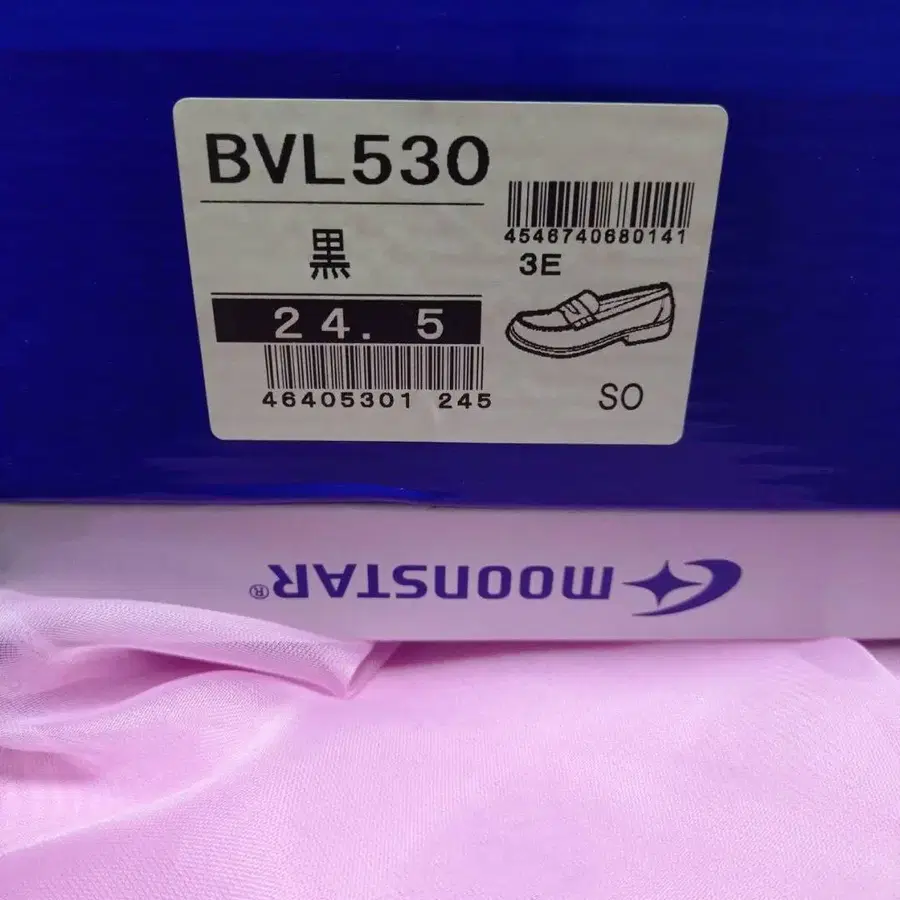 BVL530
黒
24.5
46405301 245
4546740680141
3E
SO
MOONSTAR®